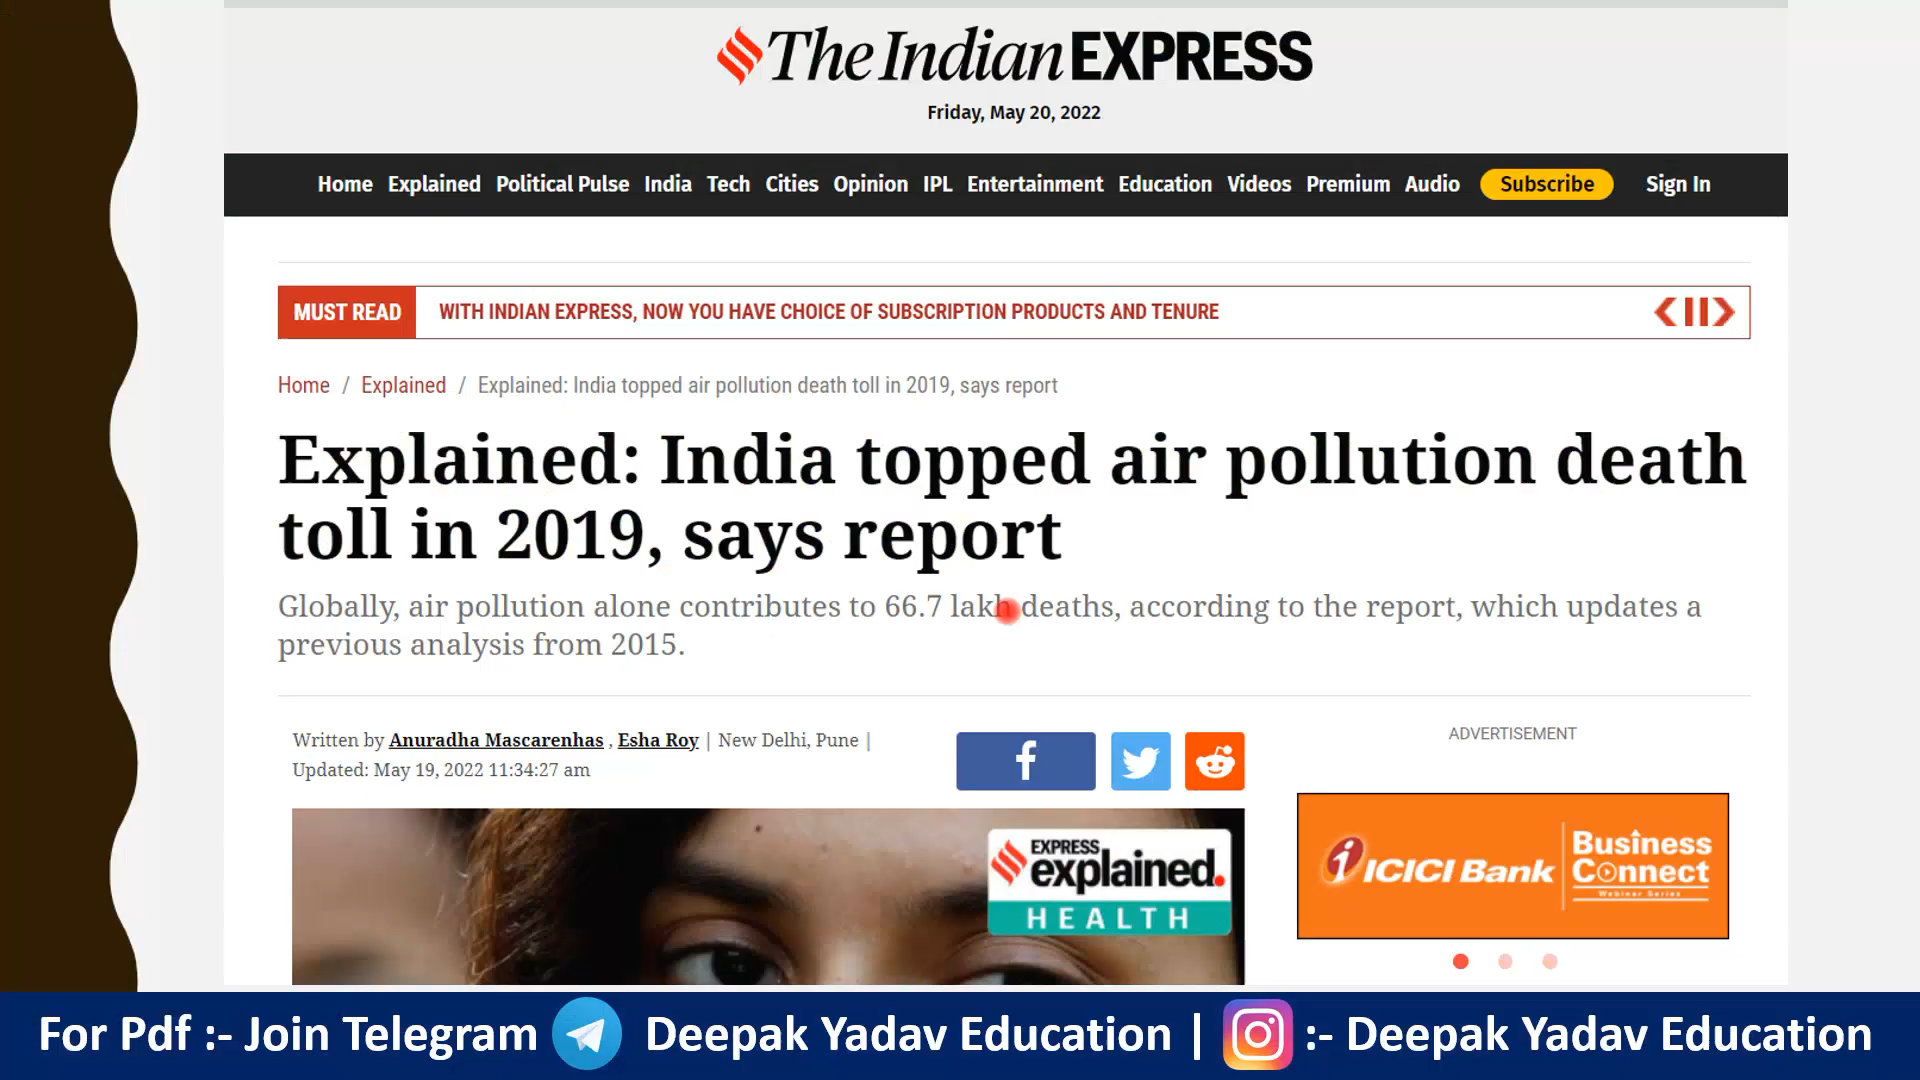 The Indian EXPRESS
Friday, May 20, 2022
Home Explained Political Pulse India Tech Cities Opinion IPL Entertainment Education Videos Premium Audio Subscribe Sign In
MUST READ WITH INDIAN EXPRESS, NOW YOU HAVE CHOICE OF SUBSCRIPTION PRODUCTS AND TENURE
Home / Explained / Explained: India topped air pollution death toll in 2019, says report
Explained: India topped air pollution death
toll in 2019, says report
Globally, air pollution alone contributes to 66.7 lakh deaths, according to the report, which updates a
previous analysis from 2015.
Written by Anuradha Mascarenhas , Esha Roy | New Delhi, Pune |
Updated: May 19, 2022 11:34:27 am
ADVERTISEMENT
EXPRESS
explained.
HEALTH
ICICI Bank
Business
Connect
Webinar Series
For Pdf :- Join Telegram Deepak Yadav Education | :- Deepak Yadav Education